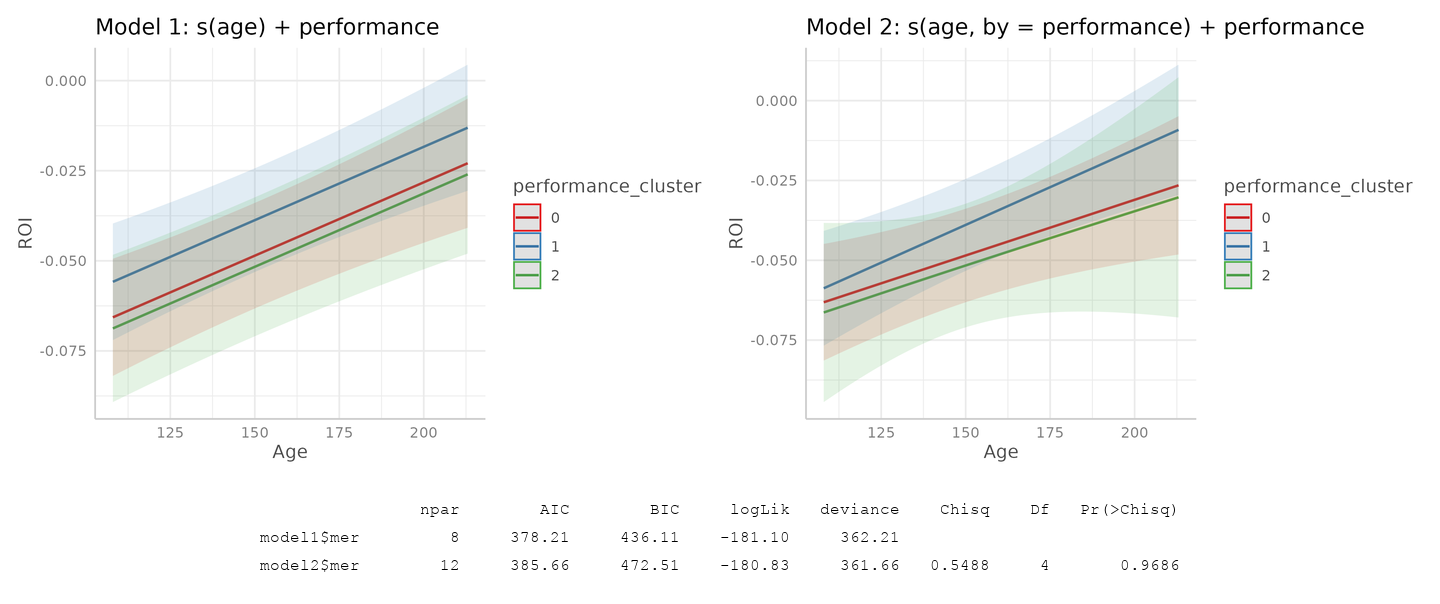 Model 1: s(age) + performance
0.000
-0.025
-0.050
-0.075
ROI
125 150 175 200
Age
performance_cluster
0
1
2
Model 2: s(age, by = performance) + performance
0.000
-0.025
-0.050
-0.075
ROI
125 150 175 200
Age
performance_cluster
0
1
2
npar AIC BIC logLik deviance Chisq Df Pr(>Chisq)
model1$mer 8 378.21 436.11 -181.10 362.21
model2$mer 12 385.66 472.51 -180.83 361.66 0.5488 4 0.9686